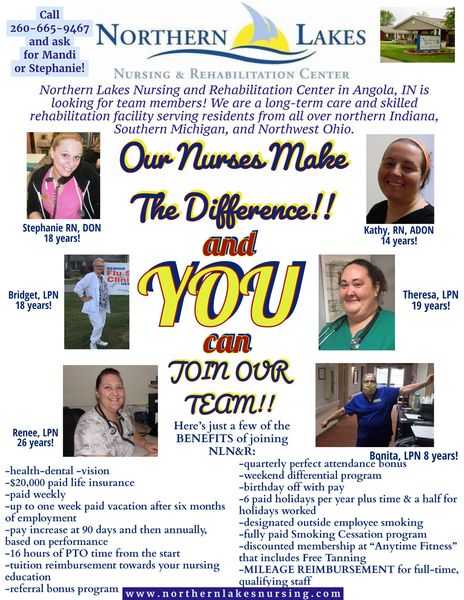 Call
260-665-9467
and ask
for Mandi
or Stephanie!
NORTHERN LAKES
NURSING & REHABILITATION CENTER
Northern Lakes Nursing and Rehabilitation Center in Angola, IN is
looking for team members! We are a long-term care and skilled
rehabilitation facility serving residents from all over northern Indiana,
Southern Michigan, and Northwest Ohio.
Our Nurses Make
The Difference!!
and
YOU
can
JOIN OUR
TEAM!!
Stephanie RN, DON
18 years!
Kathy, RN, ADON
14 years!
Bridget, LPN
18 years!
SENIOR
Flu S
Clinic
Theresa, LPN
19 years!
Renee, LPN
26 years!
Bonita, LPN 8 years!
Here's just a few of the
BENEFITS of joining
NLN&R:
-health-dental -vision
-$20,000 paid life insurance
-paid weekly
-up to one week paid vacation after six months
of employment
-pay increase at 90 days and then annually,
based on performance
-16 hours of PTO time from the start
-tuition reimbursement towards your nursing
education
-referral bonus program
-quarterly perfect attendance bonus
-weekend differential program
-birthday off with pay
-6 paid holidays per year plus time & a half for
holidays worked
-designated outside employee smoking
-fully paid Smoking Cessation program
-discounted membership at "Anytime Fitness"
that includes Free Tanning
-MILEAGE REIMBURSEMENT for full-time,
qualifying staff
www.northernlakesnursing.com